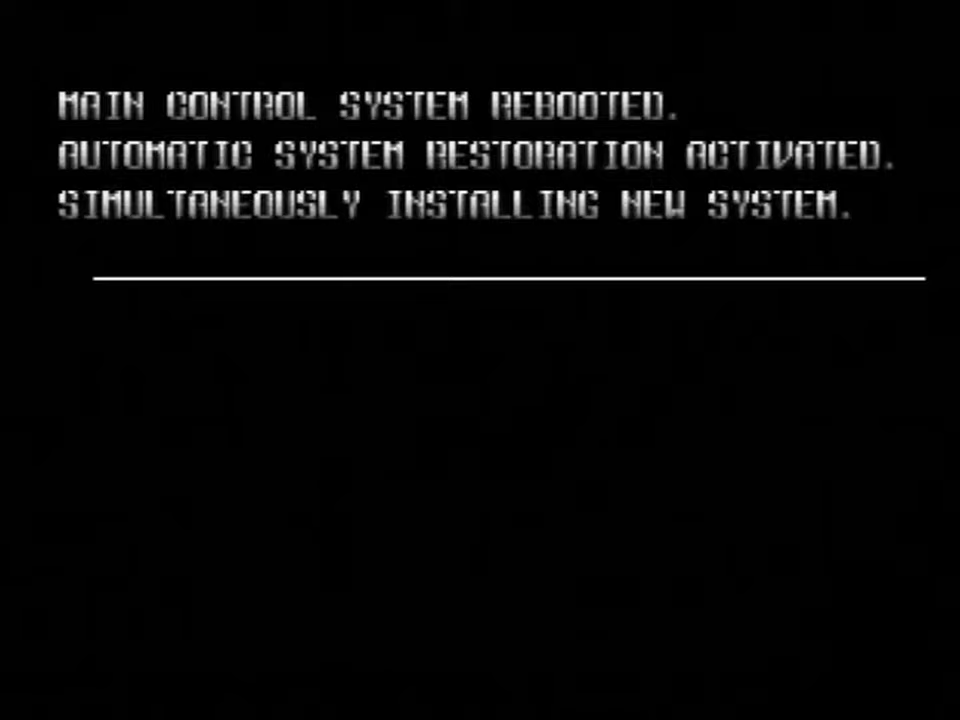 MAIN CONTROL SYSTEM REBOOTED.
AUTOMATIC SYSTEM RESTORATION ACTIVATED.
SIMULTANEOUSLY INSTALLING NEW SYSTEM.